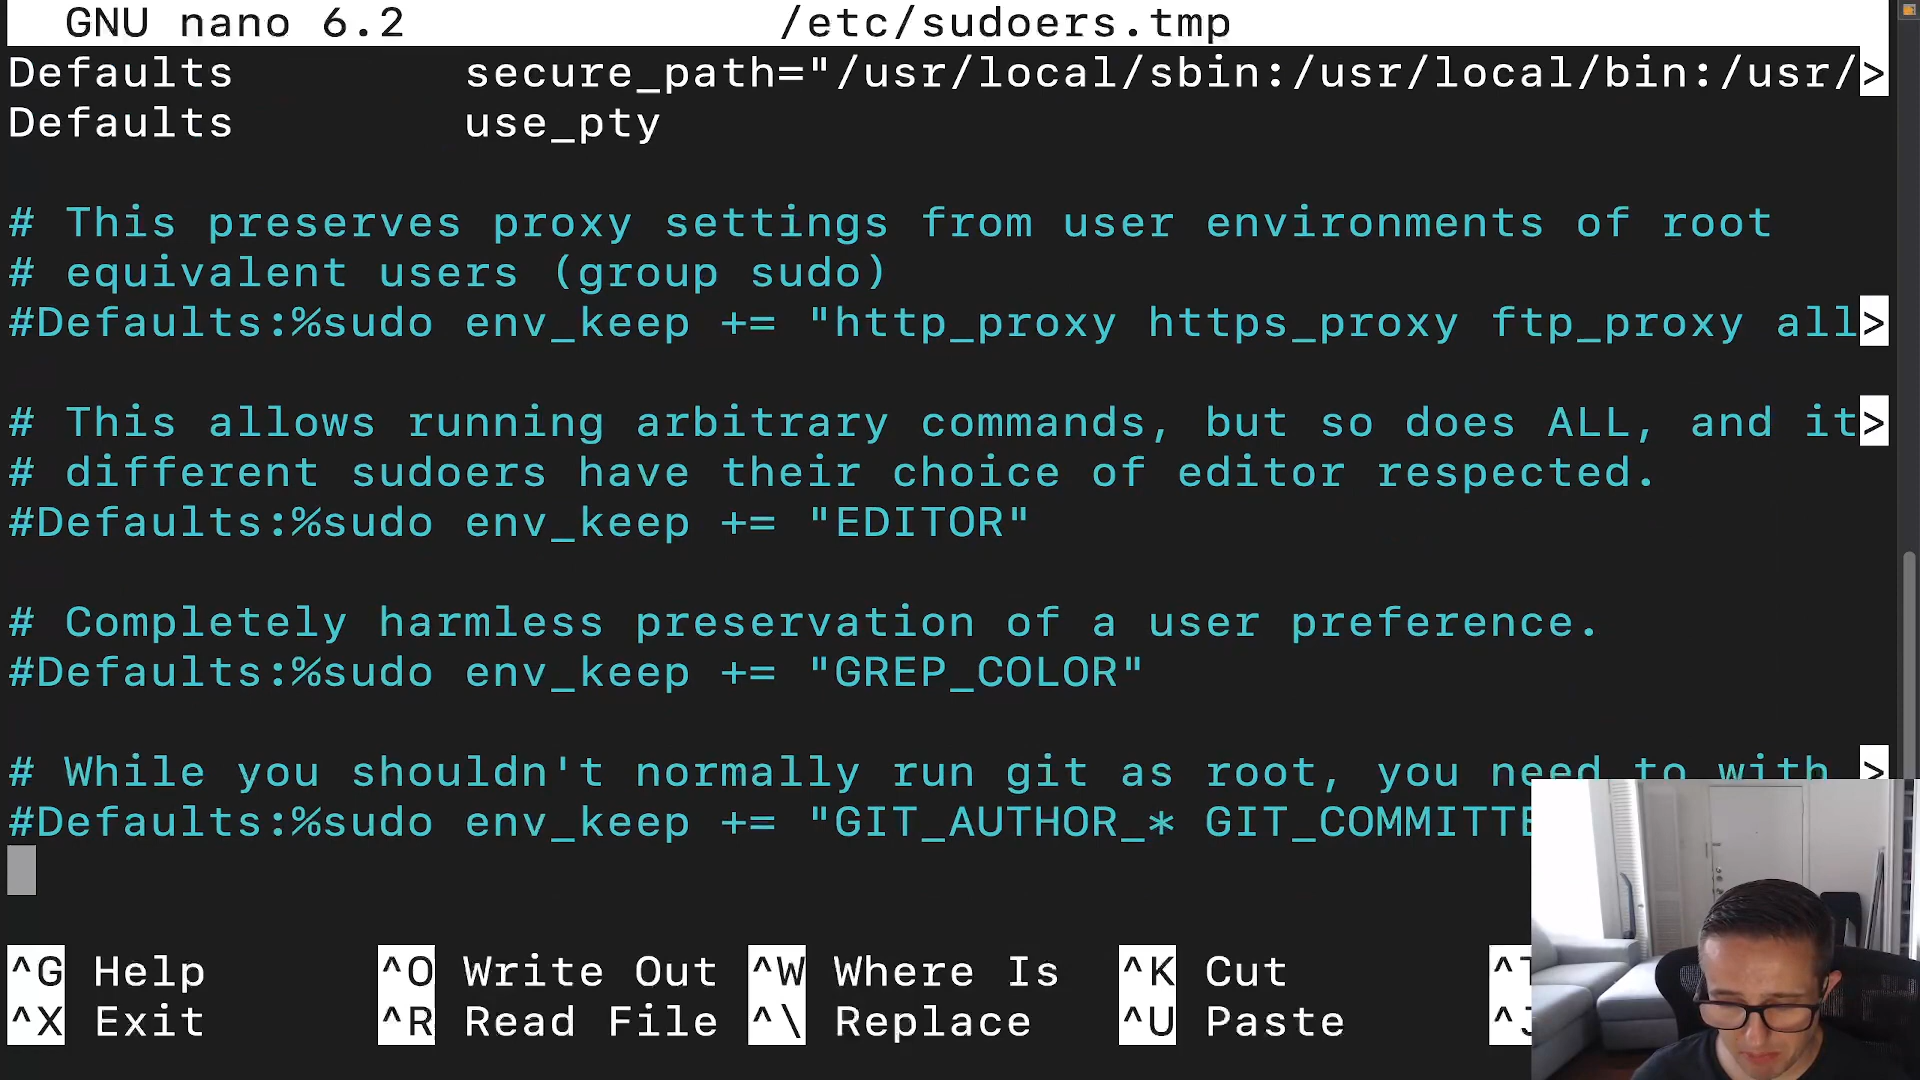 GNU nano 6.2 /etc/sudoers.tmp
Defaults secure_path="/usr/local/sbin:/usr/local/bin:/usr/>
Defaults use_pty
# This preserves proxy settings from user environments of root
# equivalent users (group sudo)
#Defaults:%sudo env_keep += "http_proxy https_proxy ftp_proxy all>
# This allows running arbitrary commands, but so does ALL, and it>
# different sudoers have their choice of editor respected.
#Defaults:%sudo env_keep += "EDITOR"
# Completely harmless preservation of a user preference.
#Defaults:%sudo env_keep += "GREP_COLOR"
# While you shouldn't normally run git as root, you need to with >
#Defaults:%sudo env_keep += "GIT_AUTHOR_* GIT_COMMITTE
^G Help ^O Write Out ^W Where Is ^K Cut ^T
^X Exit ^R Read File ^\ Replace ^U Paste ^J